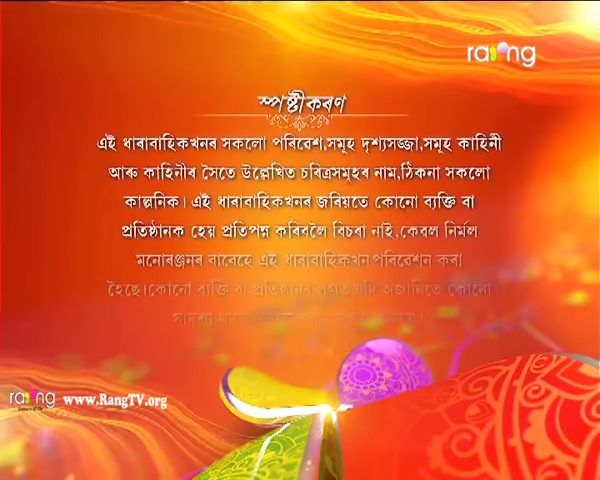 rang
স্পষ্টীকৰণ
এই ধাৰাবাহিকখনৰ সকলো পৰিৱেশ,সমূহ দৃশ্যসজ্জা,সমূহ কাহিনী
আৰু কাহিনীৰ সৈতে উল্লেখিত চৰিত্ৰসমূহৰ নাম,ঠিকনা সকলো
কাল্পনিক। এই ধাৰাবাহিকখনৰ জৰিয়তে কোনো ব্যক্তি বা
প্ৰতিষ্ঠানক হেয় প্ৰতিপন্ন কৰিবলৈ বিচৰা নাই,কেৱল নিৰ্মল
মনোৰঞ্জনৰ বাবেহে এই ধাৰাবাহিকখন পৰিৱেশন কৰা
হৈছে।কোনো ব্যক্তি বা প্ৰতিষ্ঠানৰ লগত যদি অজানিতে কোনো
rang www.RangTV.org